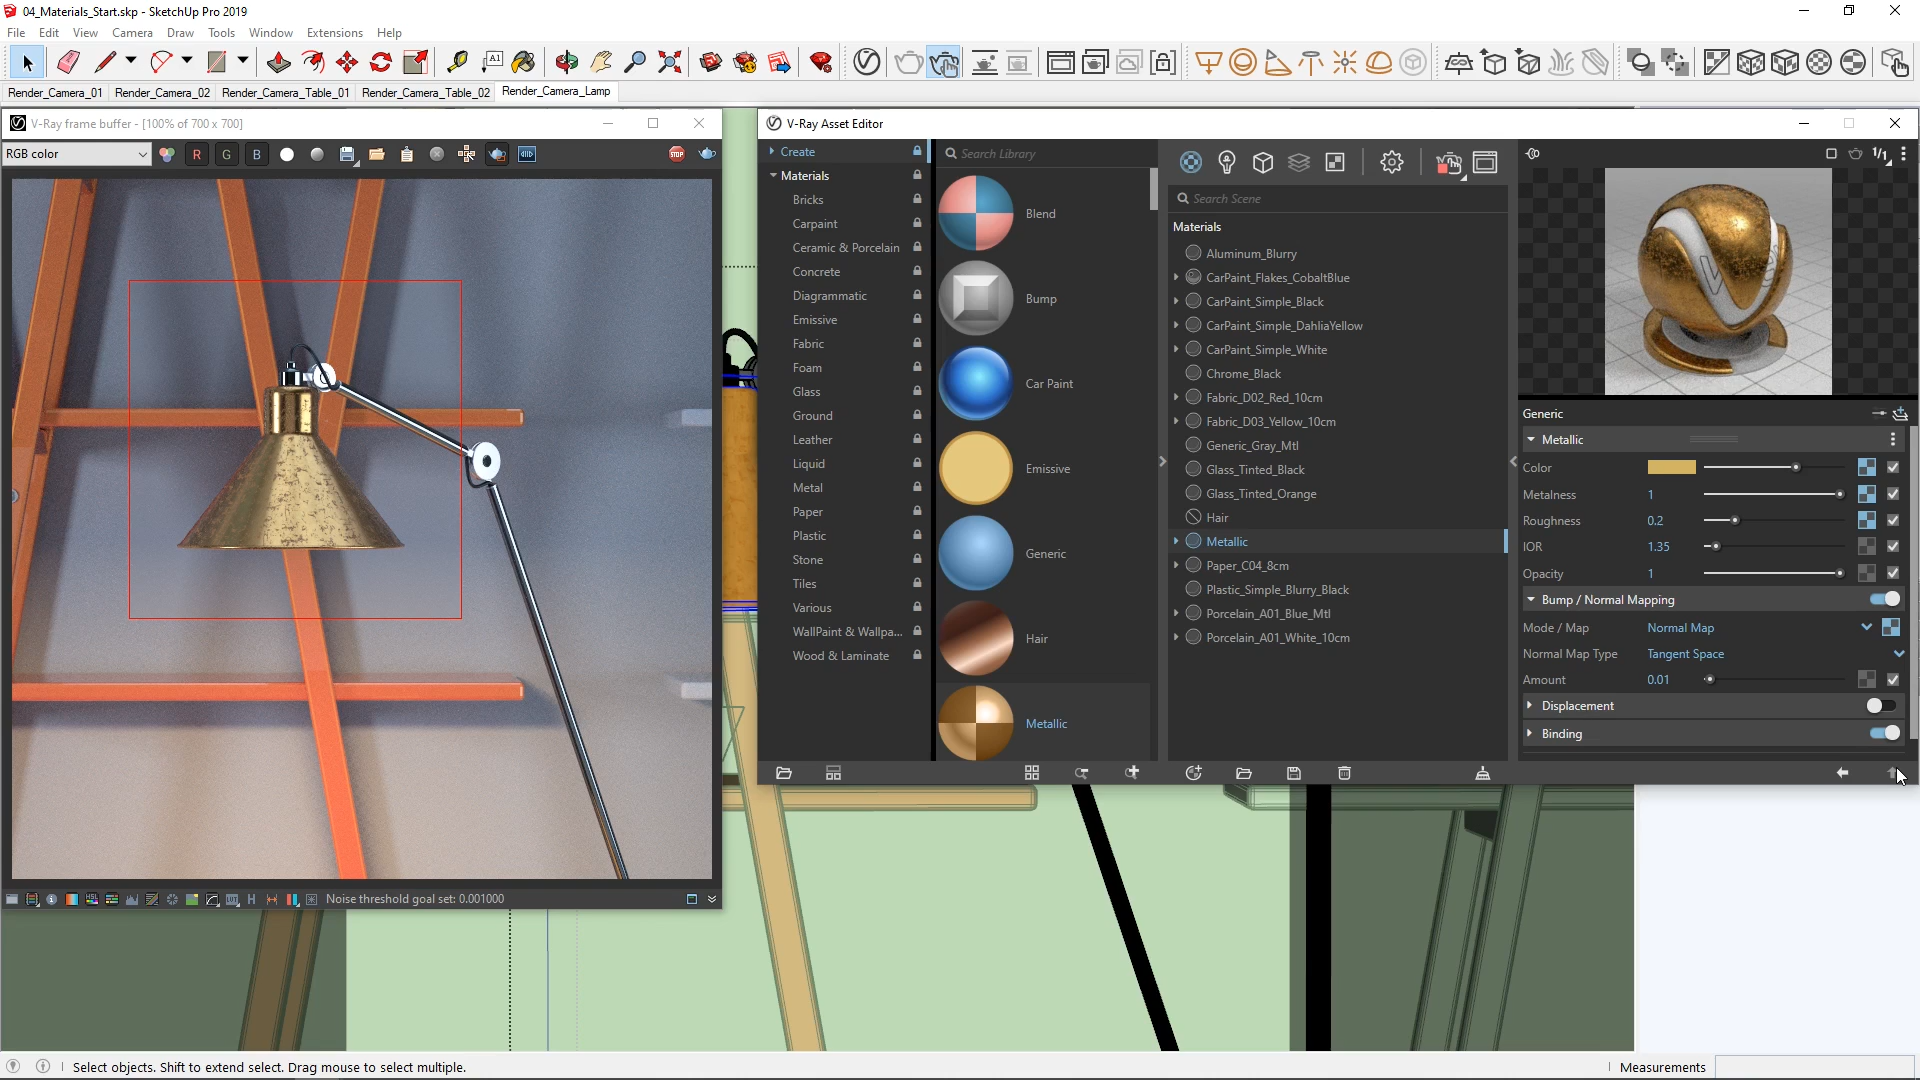 04_Materials_Start.skp - SketchUp Pro 2019
File Edit View Camera Draw Tools Window Extensions Help
Render_Camera_01 Render_Camera_02 Render_Camera_Table_01 Render_Camera_Table_02 Render_Camera_Lamp
V-Ray frame buffer - [100% of 700 x 700]
RGB color
R G B
STOP
Noise threshold goal set: 0.001000
V-Ray Asset Editor
Create
Materials
Bricks
Carpaint
Ceramic & Porcelain
Concrete
Diagrammatic
Emissive
Fabric
Foam
Glass
Ground
Leather
Liquid
Metal
Paper
Plastic
Stone
Tiles
Various
WallPaint & Wallpa...
Wood & Laminate
Search Library
Blend
Bump
Car Paint
Emissive
Generic
Hair
Metallic
Search Scene
Materials
Aluminum_Blurry
CarPaint_Flakes_CobaltBlue
CarPaint_Simple_Black
CarPaint_Simple_DahliaYellow
CarPaint_Simple_White
Chrome_Black
Fabric_D02_Red_10cm
Fabric_D03_Yellow_10cm
Generic_Gray_Mtl
Glass_Tinted_Black
Glass_Tinted_Orange
Hair
Metallic
Paper_C04_8cm
Plastic_Simple_Blurry_Black
Porcelain_A01_Blue_Mtl
Porcelain_A01_White_10cm
1/1
Generic
Metallic
Color
Metalness 1
Roughness 0.2
IOR 1.35
Opacity 1
Bump / Normal Mapping
Mode / Map Normal Map
Normal Map Type Tangent Space
Amount 0.01
Displacement
Binding
Select objects. Shift to extend select. Drag mouse to select multiple.
Measurements